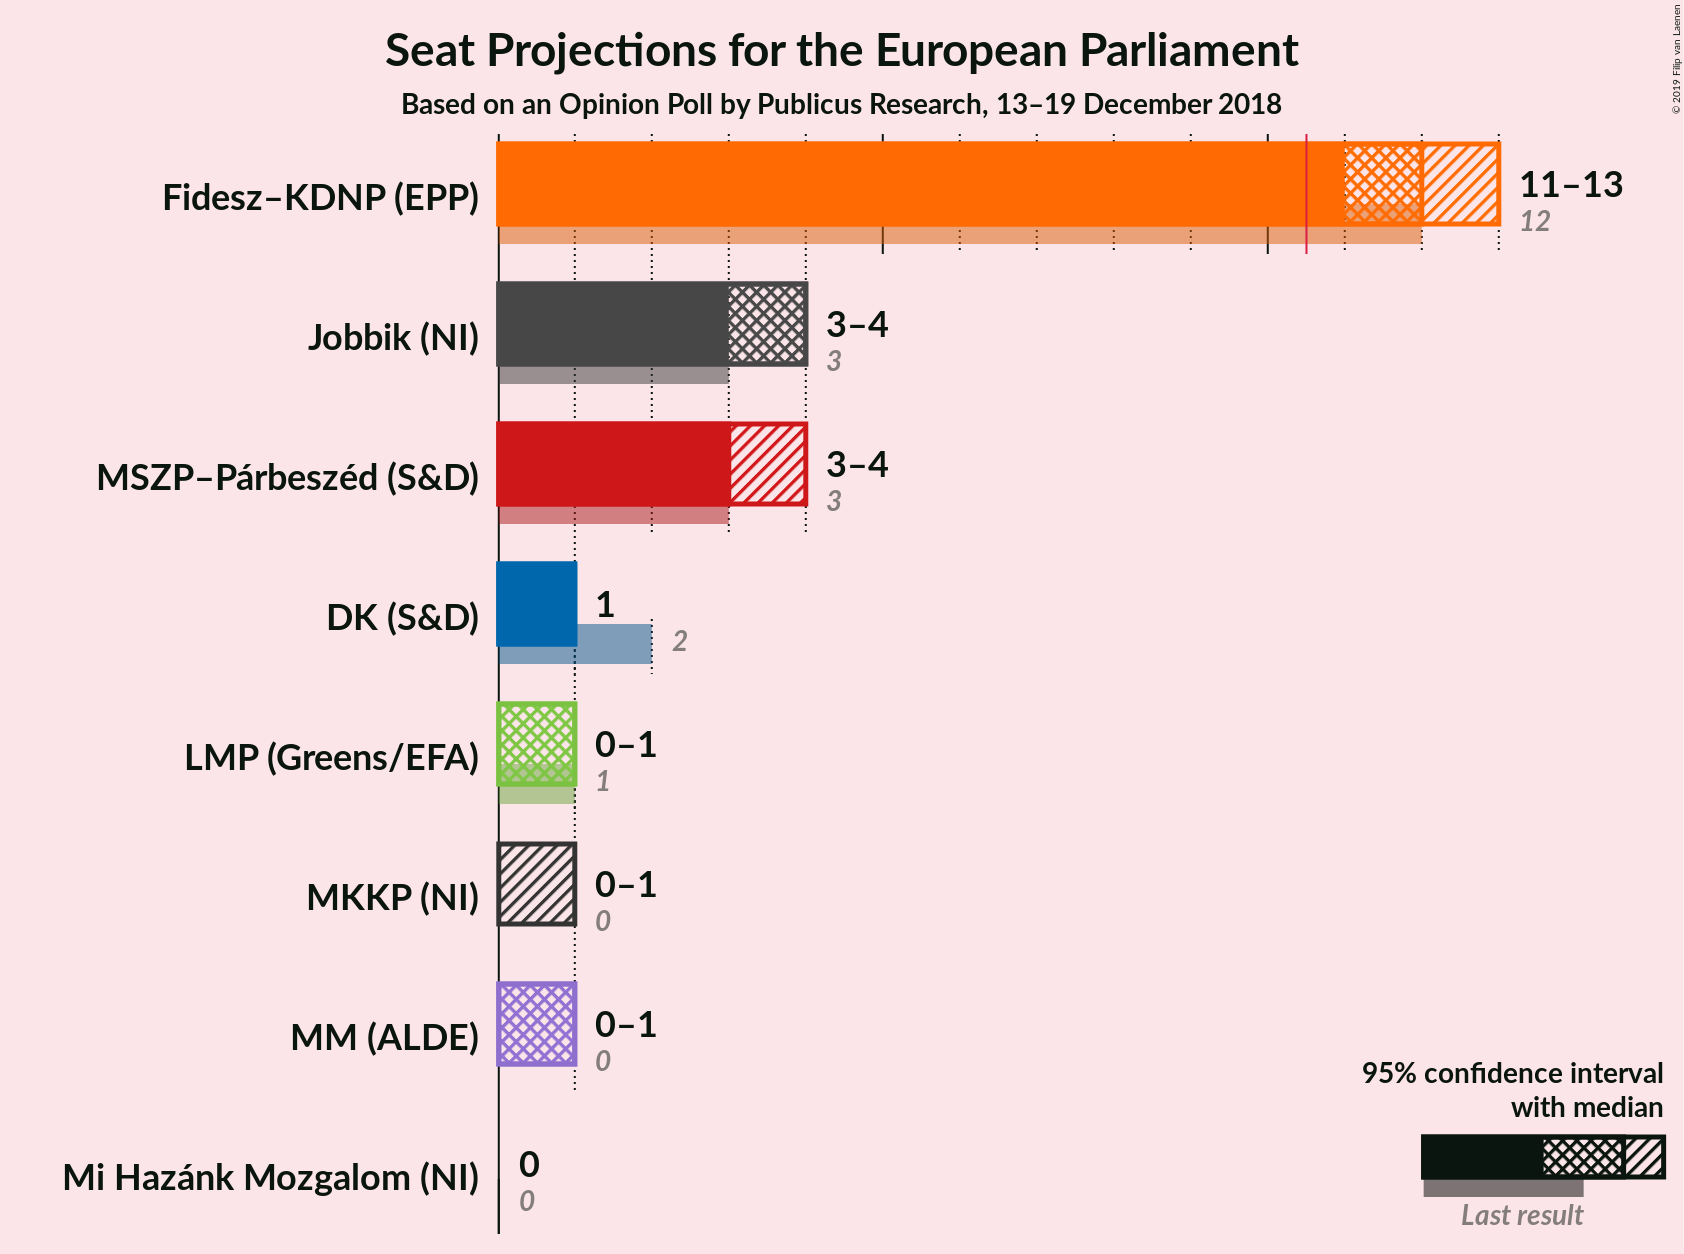 Seat Projections for the European Parliament
Based on an Opinion Poll by Publicus Research, 13–19 December 2018
© 2019 Filip van Laenen
Fidesz–KDNP (EPP)
11–13
12
Jobbik (NI)
3–4
3
MSZP–Párbeszéd (S&D)
3–4
3
DK (S&D)
1
2
LMP (Greens/EFA)
0–1
1
MKKP (NI)
0–1
0
MM (ALDE)
0–1
0
Mi Hazánk Mozgalom (NI)
0
0
95% confidence interval
with median
Last result